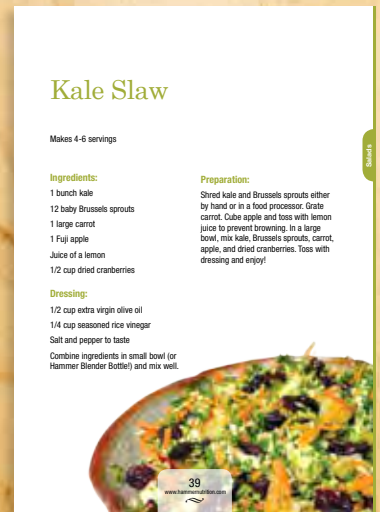 Kale Slaw
Makes 4-6 servings
Ingredients:
1 bunch kale
12 baby Brussels sprouts
1 large carrot
1 Fuji apple
Juice of a lemon
1/2 cup dried cranberries
Dressing:
1/2 cup extra virgin olive oil
1/4 cup seasoned rice vinegar
Salt and pepper to taste
Combine ingredients in small bowl (or
Hammer Blender Bottle!) and mix well.
Preparation:
Shred kale and Brussels sprouts either
by hand or in a food processor. Grate
carrot. Cube apple and toss with lemon
juice to prevent browning. In a large
bowl, mix kale, Brussels sprouts, carrot,
apple, and dried cranberries. Toss with
dressing and enjoy!
Salads
39
www.hammernutrition.com